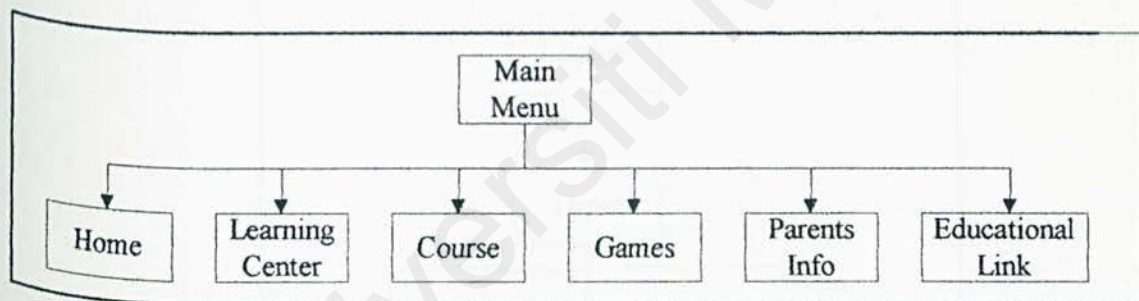 Main
Menu
Home
Learning
Center
Course
Games
Parents
Info
Educational
Link